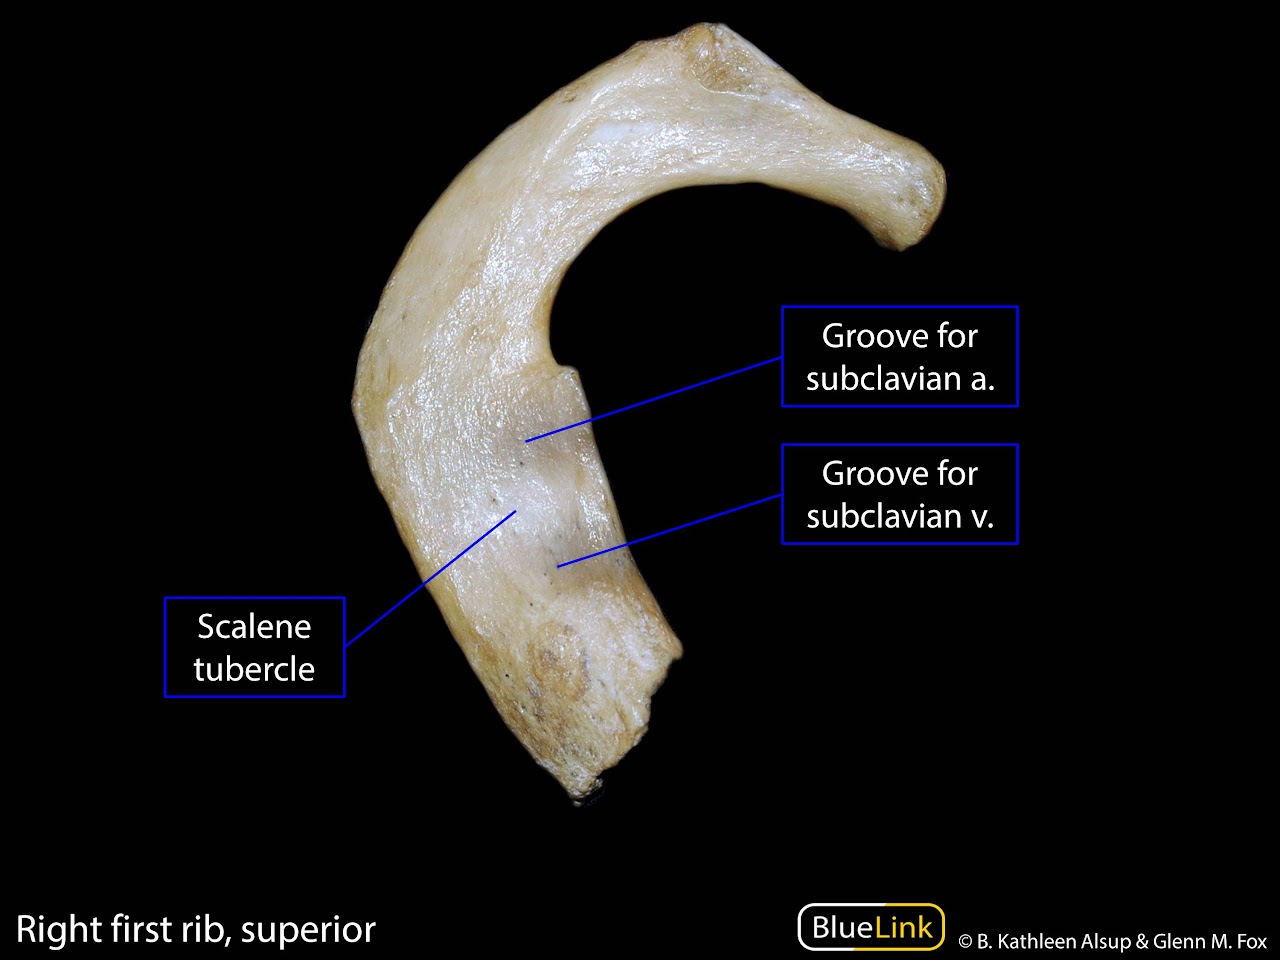 Groove for
subclavian a.
Groove for
subclavian v.
Scalene
tubercle
Right first rib, superior
BlueLink
© B. Kathleen Alsup & Glenn M. Fox